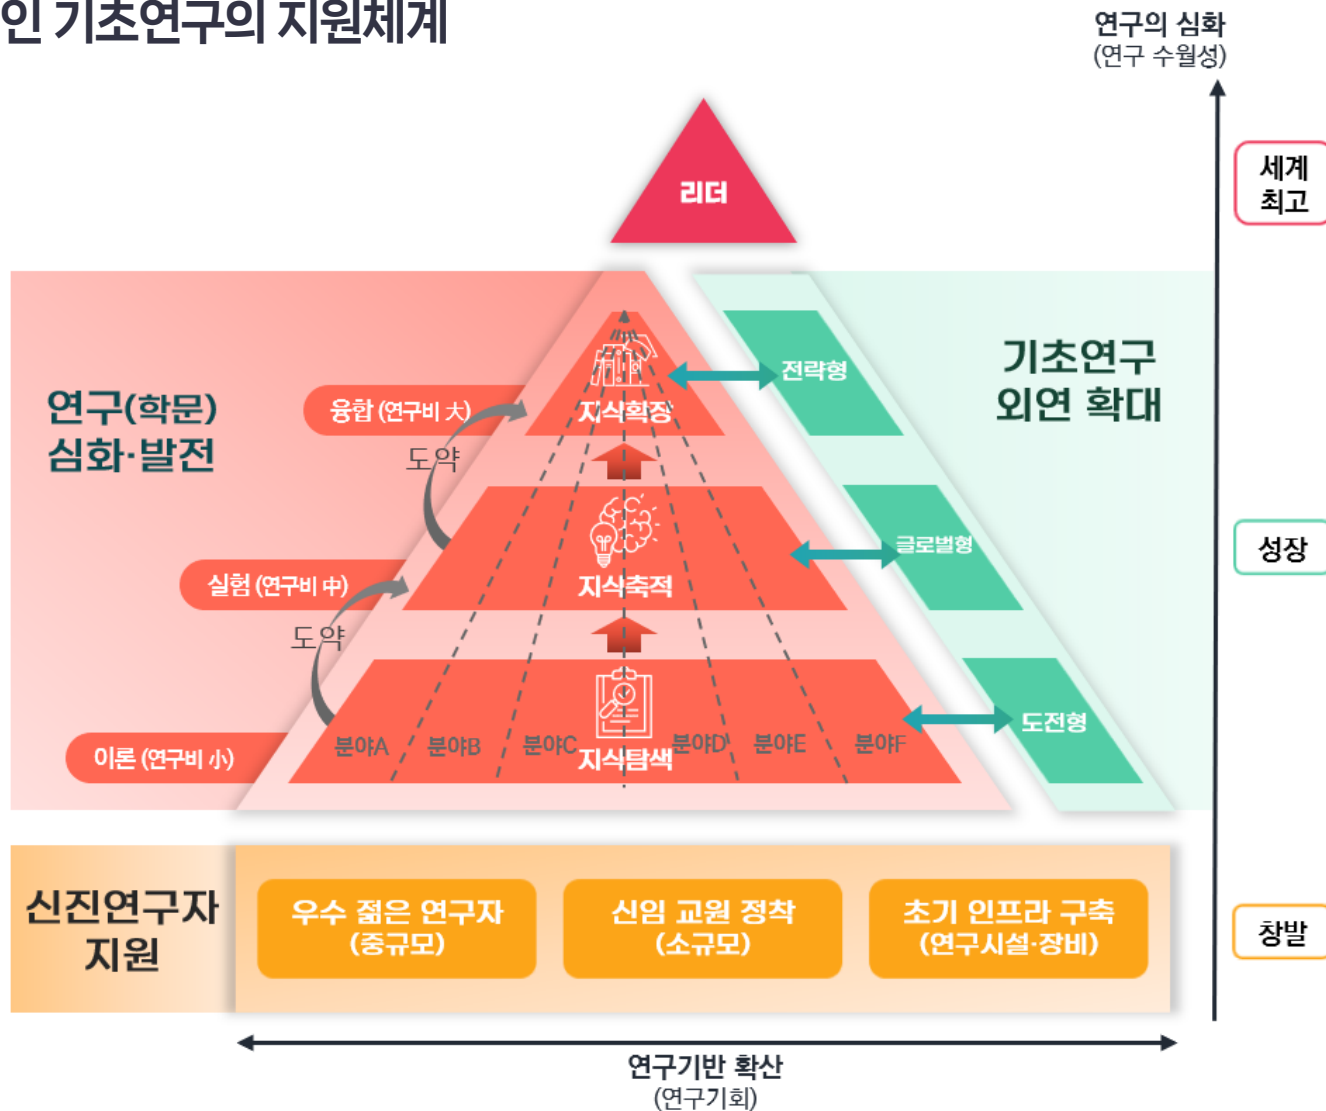 인 기초연구의 지원체계
연구의 심화
(연구 수월성)
세계
최고
리더
연구(학문)
심화·발전
기초연구
외연 확대
융합 (연구비 大)
지식확장
전략형
도약
실험 (연구비 中)
지식축적
글로벌형
성장
도약
이론 (연구비 小)
분야A
분야B
분야C
지식탐색
분야D
분야E
분야F
도전형
신진연구자
지원
우수 젊은 연구자
(중규모)
신임 교원 정착
(소규모)
초기 인프라 구축
(연구시설·장비)
창발
연구기반 확산
(연구기회)